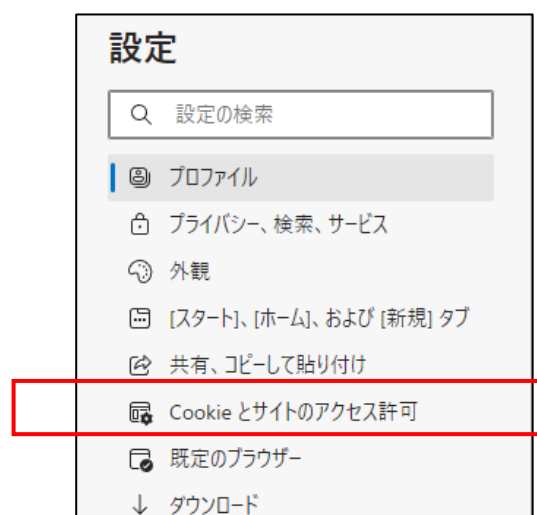 設定
設定の検索
プロファイル
プライバシー、検索、サービス
外観
[スタート]、[ホーム]、および [新規] タブ
共有、コピーして貼り付け
Cookie とサイトのアクセス許可
既定のブラウザー
ダウンロード